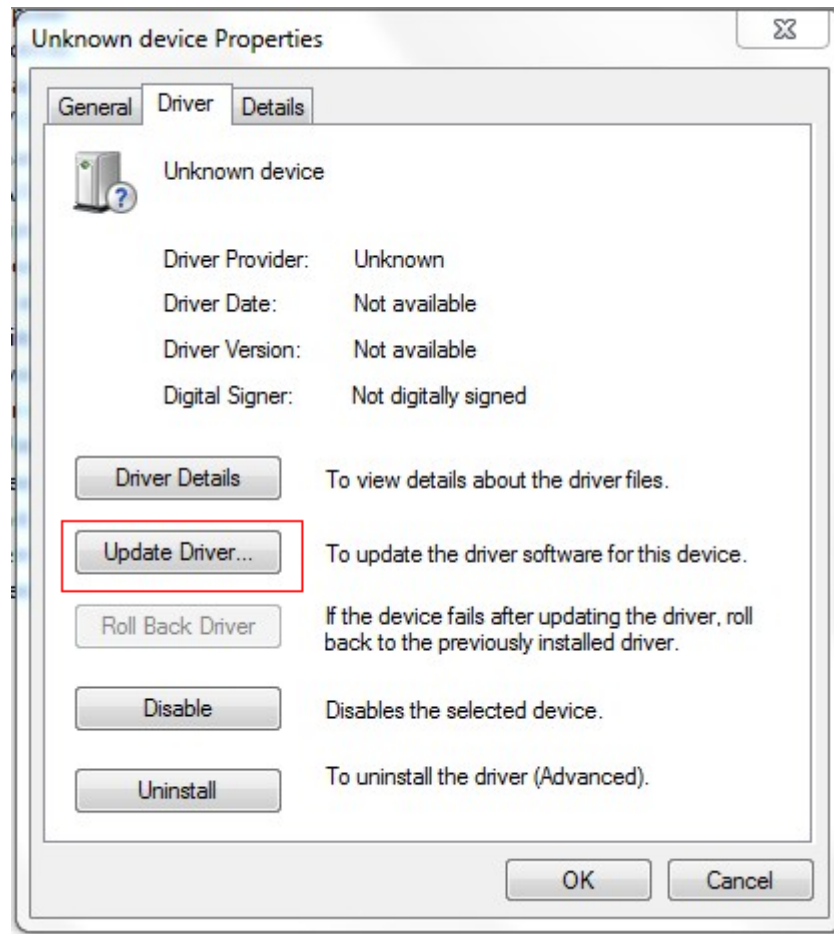 Unknown device Properties
General Driver Details
Unknown device
Driver Provider: Unknown
Driver Date: Not available
Driver Version: Not available
Digital Signer: Not digitally signed
Driver Details To view details about the driver files.
Update Driver... To update the driver software for this device.
Roll Back Driver If the device fails after updating the driver, roll
back to the previously installed driver.
Disable Disables the selected device.
Uninstall To uninstall the driver (Advanced).
OK Cancel